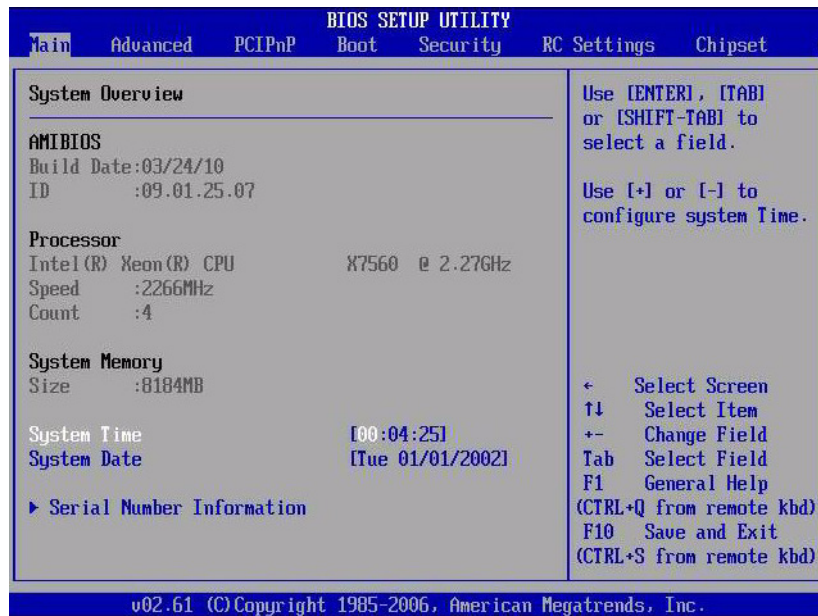 BIOS SETUP UTILITY
Main Advanced PCIPnP Boot Security RC Settings Chipset
System Overview
AMIBIOS
Build Date:03/24/10
ID :09.01.25.07
Processor
Intel(R) Xeon(R) CPU X7560 @ 2.27GHz
Speed :2266MHz
Count :4
System Memory
Size :8184MB
System Time [00:04:25]
System Date [Tue 01/01/2002]
▶ Serial Number Information
Use [ENTER], [TAB]
or [SHIFT-TAB] to
select a field.
Use [+] or [-] to
configure system Time.
← Select Screen
↑↓ Select Item
+- Change Field
Tab Select Field
F1 General Help
(CTRL+Q from remote kbd)
F10 Save and Exit
(CTRL+S from remote kbd)
v02.61 (C)Copyright 1985-2006, American Megatrends, Inc.